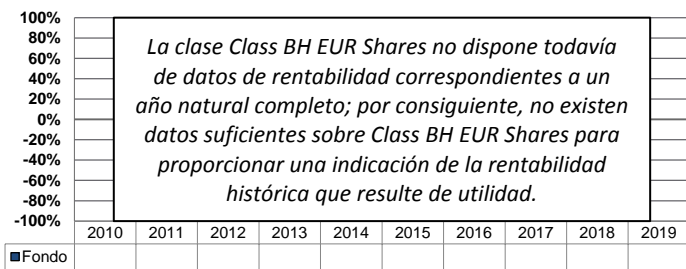 100%
80%
60%
40%
20%
0%
-20%
-40%
-60%
-80%
-100%
La clase Class BH EUR Shares no dispone todavía
de datos de rentabilidad correspondientes a un
año natural completo; por consiguiente, no existen
datos suficientes sobre Class BH EUR Shares para
proporcionar una indicación de la rentabilidad
histórica que resulte de utilidad.
2010 2011 2012 2013 2014 2015 2016 2017 2018 2019
Fondo